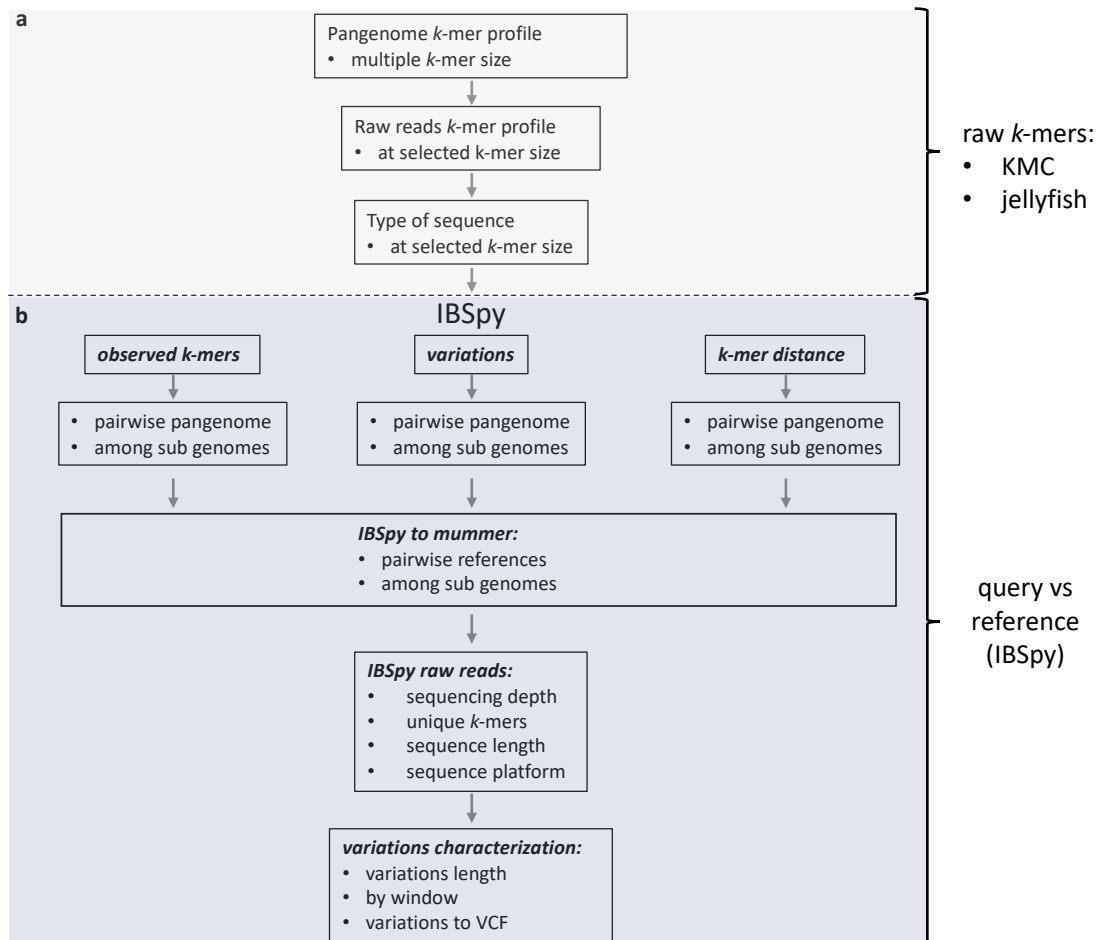 a
Pangenome k-mer profile
• multiple k-mer size
Raw reads k-mer profile
• at selected k-mer size
Type of sequence
• at selected k-mer size
raw k-mers:
• KMC
• jellyfish
b
IBSpy
observed k-mers
variations
k-mer distance
• pairwise pangenome
• among sub genomes
• pairwise pangenome
• among sub genomes
• pairwise pangenome
• among sub genomes
IBSpy to mummer:
• pairwise references
• among sub genomes
IBSpy raw reads:
• sequencing depth
• unique k-mers
• sequence length
• sequence platform
variations characterization:
• variations length
• by window
• variations to VCF
query vs
reference
(IBSpy)